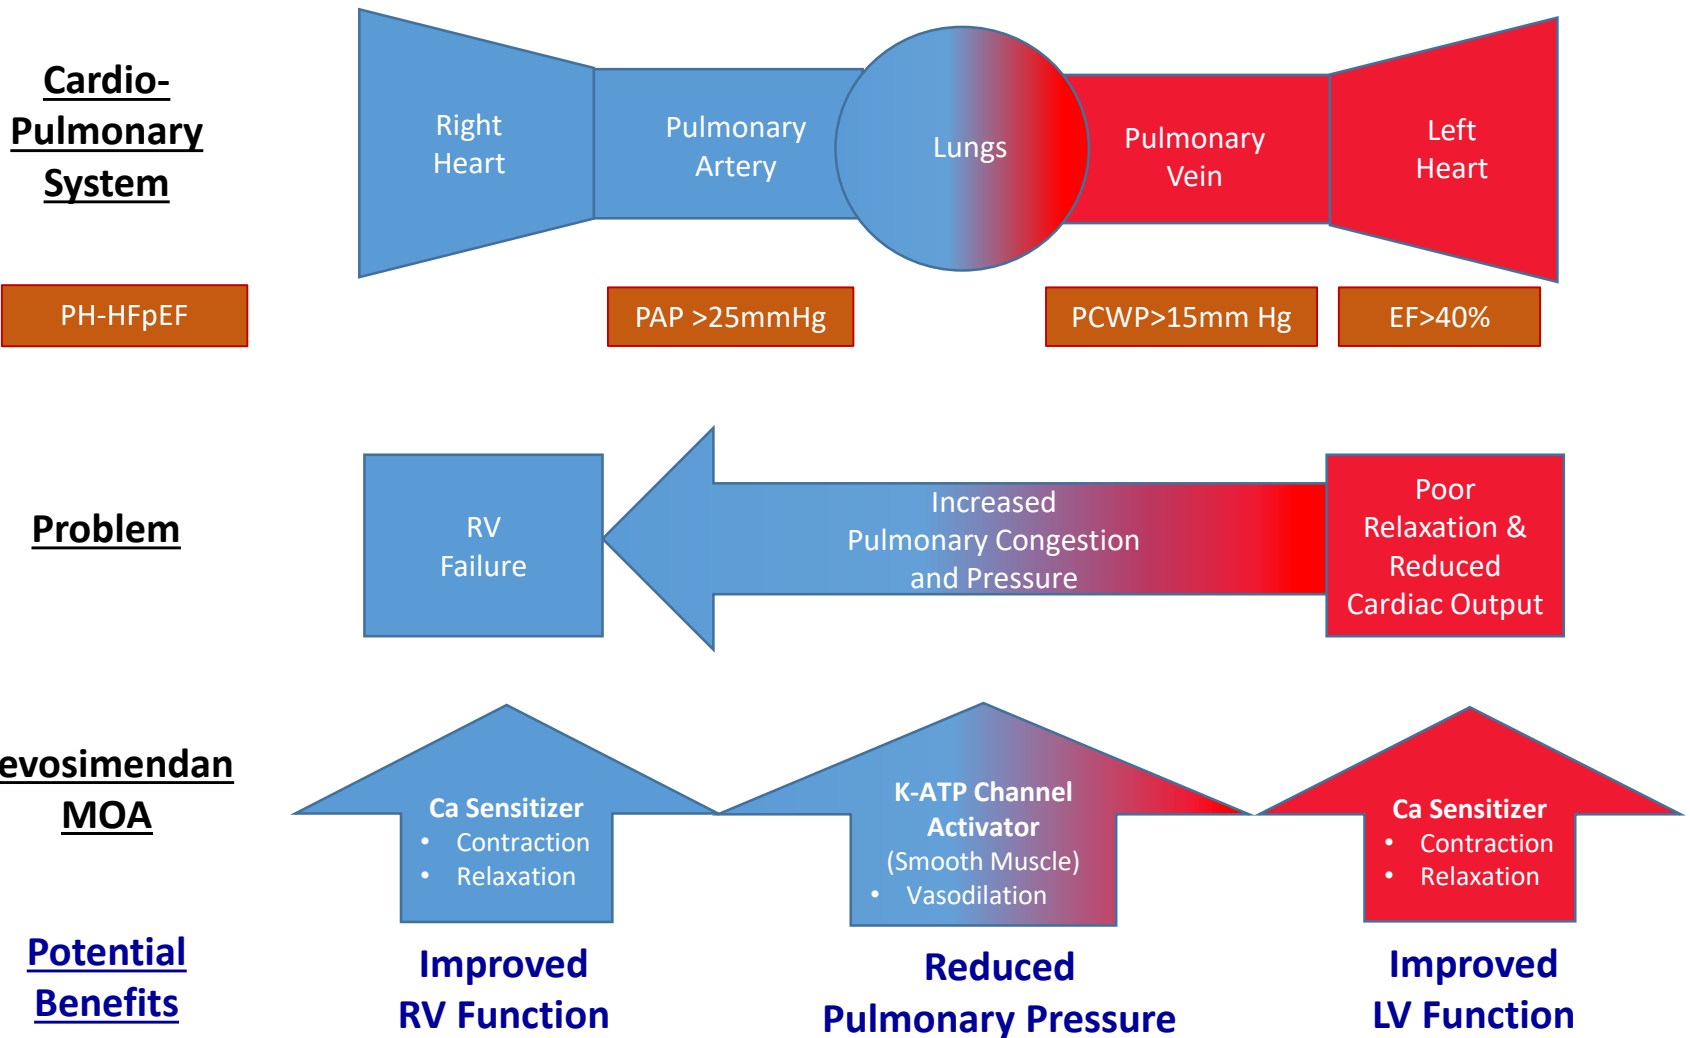 Cardio-
Pulmonary
System
Right
Heart
Pulmonary
Artery
Lungs
Pulmonary
Vein
Left
Heart
PH-HFpEF
PAP >25mmHg
PCWP>15mm Hg
EF>40%
Problem
RV
Failure
Increased
Pulmonary Congestion
and Pressure
Poor
Relaxation &
Reduced
Cardiac Output
evosimendan
MOA
Ca Sensitizer
• Contraction
• Relaxation
K-ATP Channel
Activator
(Smooth Muscle)
• Vasodilation
Ca Sensitizer
• Contraction
• Relaxation
Potential
Benefits
Improved
RV Function
Reduced
Pulmonary Pressure
Improved
LV Function